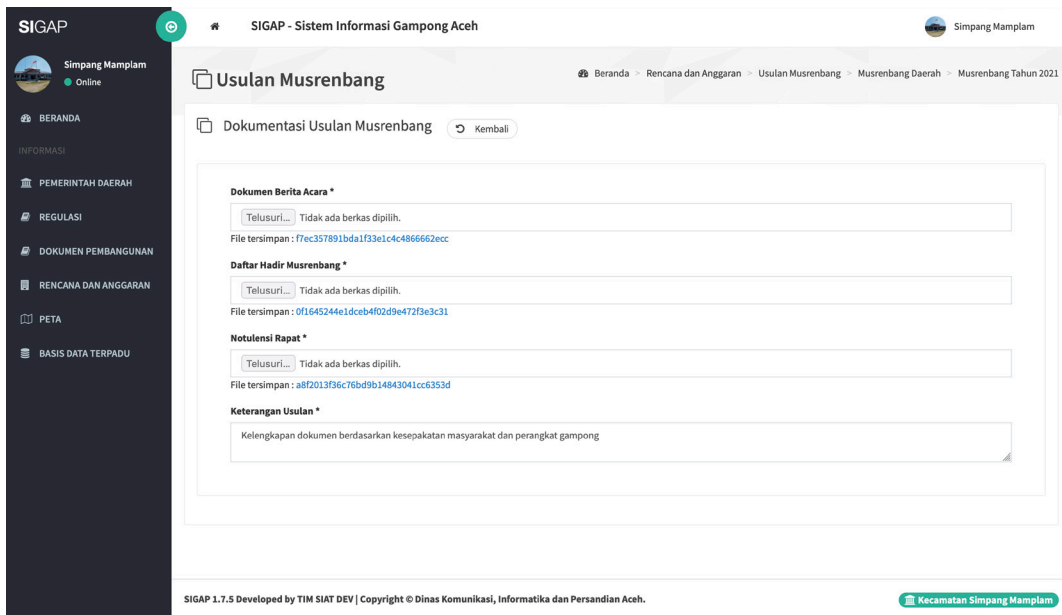 SIGAP
SIGAP - Sistem Informasi Gampong Aceh
Simpang Mamplam
Simpang Mamplam
Online
Usulan Musrenbang
Beranda > Rencana dan Anggaran > Usulan Musrenbang > Musrenbang Daerah > Musrenbang Tahun 2021
BERANDA
INFORMASI
PEMERINTAH DAERAH
REGULASI
DOKUMEN PEMBANGUNAN
RENCANA DAN ANGGARAN
PETA
BASIS DATA TERPADU
Dokumentasi Usulan Musrenbang
Kembali
Dokumen Berita Acara *
Telusuri... Tidak ada berkas dipilih.
File tersimpan : f7ec357891bda1f33e1c4c4866662ecc
Daftar Hadir Musrenbang *
Telusuri... Tidak ada berkas dipilih.
File tersimpan : 0f1645244e1dceb4f02d9e472f3e3c31
Notulensi Rapat *
Telusuri... Tidak ada berkas dipilih.
File tersimpan : a8f2013f36c76bd9b14843041cc6353d
Keterangan Usulan *
Kelengkapan dokumen berdasarkan kesepakatan masyarakat dan perangkat gampong
SIGAP 1.7.5 Developed by TIM SIAT DEV | Copyright © Dinas Komunikasi, Informatika dan Persandian Aceh.
Kecamatan Simpang Mamplam